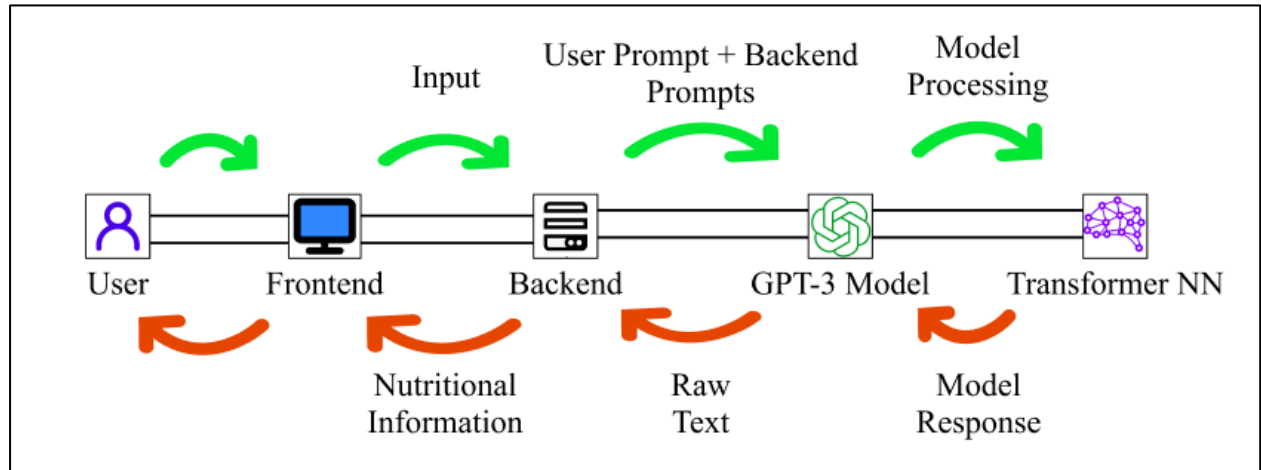 Input
User Prompt + Backend
Prompts
Model
Processing
User
Frontend
Backend
GPT-3 Model
Transformer NN
Nutritional
Information
Raw
Text
Model
Response